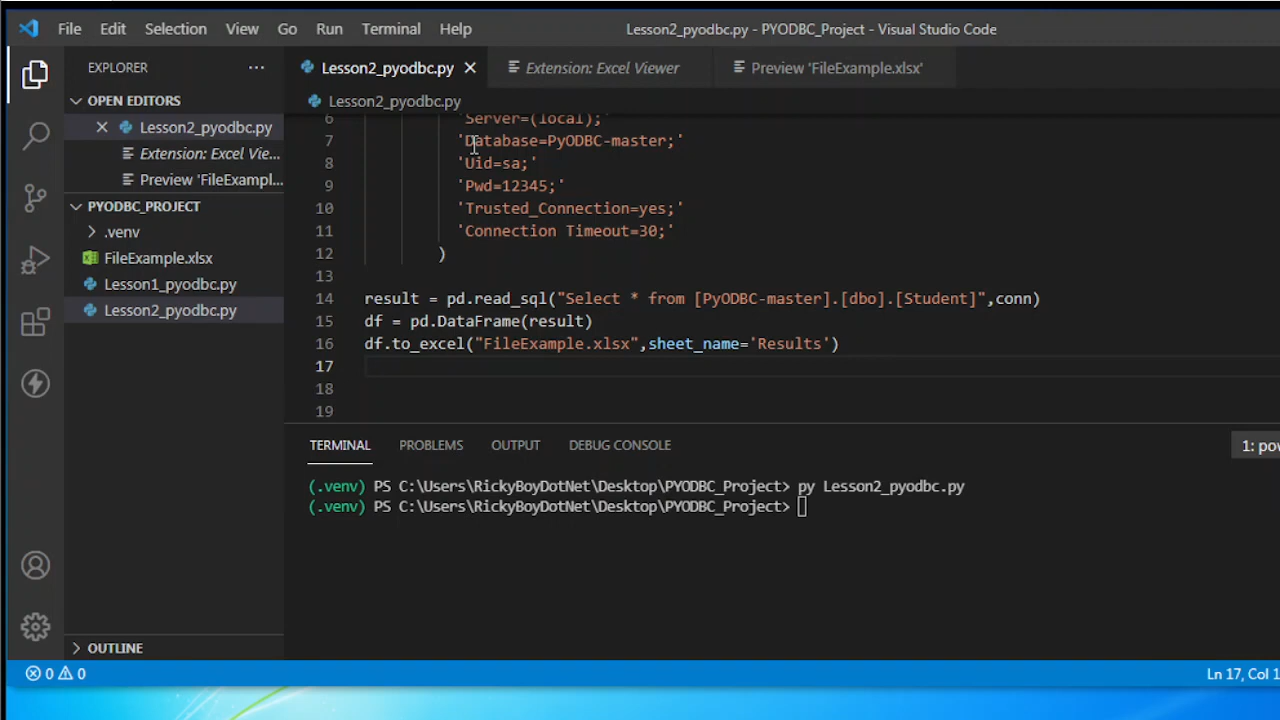 File Edit Selection View Go Run Terminal Help Lesson2_pyodbc.py - PYODBC_Project - Visual Studio Code
EXPLORER ···
Lesson2_pyodbc.py
Extension: Excel Viewer
Preview 'FileExample.xlsx'
OPEN EDITORS
Lesson2_pyodbc.py
Extension: Excel Vie...
Preview 'FileExampl...
PYODBC_PROJECT
.venv
FileExample.xlsx
Lesson1_pyodbc.py
Lesson2_pyodbc.py
OUTLINE
Lesson2_pyodbc.py
6 'Server=(local);'
7 'Database=PyODBC-master;'
8 'Uid=sa;'
9 'Pwd=12345;'
10 'Trusted_Connection=yes;'
11 'Connection Timeout=30;'
12 )
13
14 result = pd.read_sql("Select * from [PyODBC-master].[dbo].[Student]",conn)
15 df = pd.DataFrame(result)
16 df.to_excel("FileExample.xlsx",sheet_name='Results')
17
18
19
TERMINAL PROBLEMS OUTPUT DEBUG CONSOLE 1: pow
(.venv) PS C:\Users\RickyBoyDotNet\Desktop\PYODBC_Project> py Lesson2_pyodbc.py
(.venv) PS C:\Users\RickyBoyDotNet\Desktop\PYODBC_Project>
0 0 Ln 17, Col 1